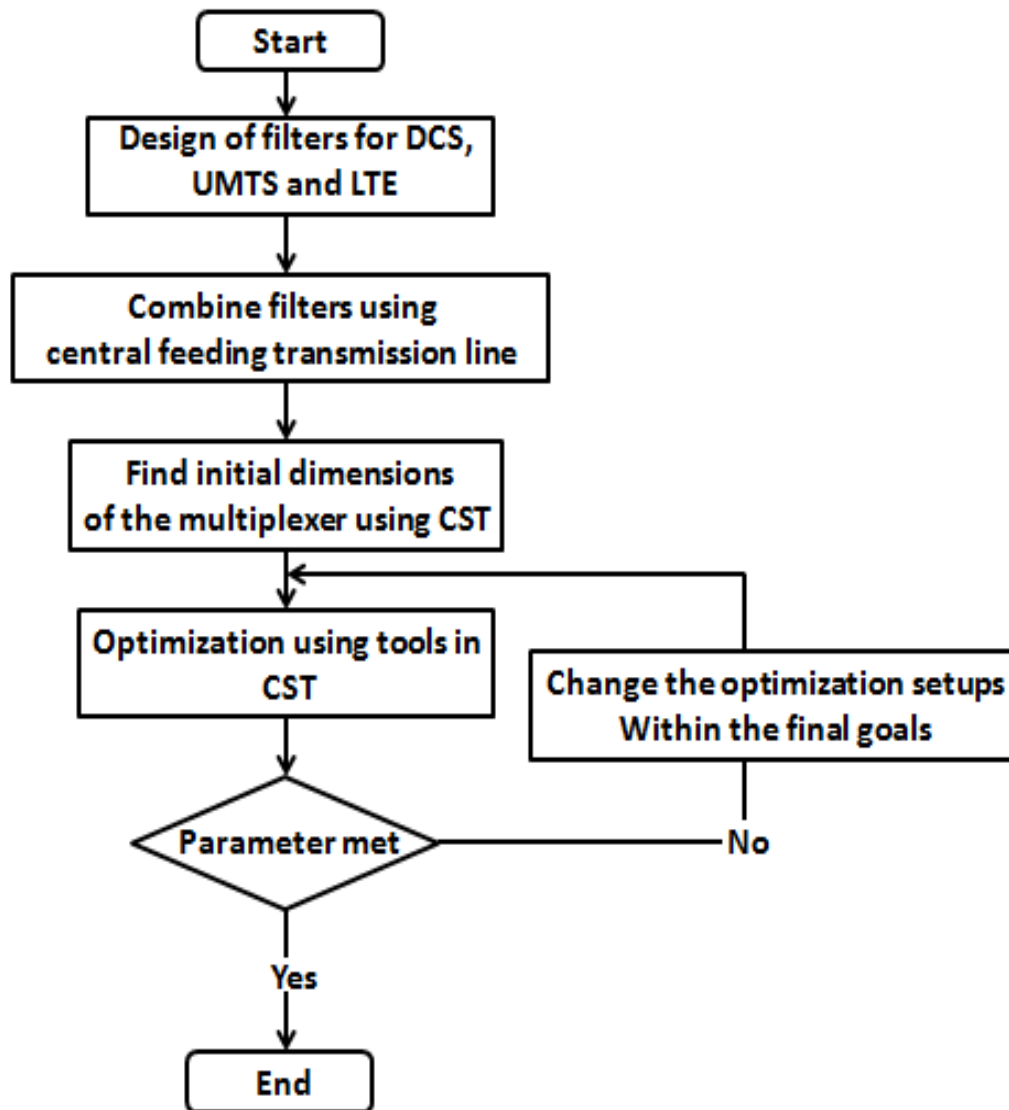 Start
Design of filters for DCS,
UMTS and LTE
Combine filters using
central feeding transmission line
Find initial dimensions
of the multiplexer using CST
Optimization using tools in
CST
Change the optimization setups
Within the final goals
Parameter met
No
Yes
End